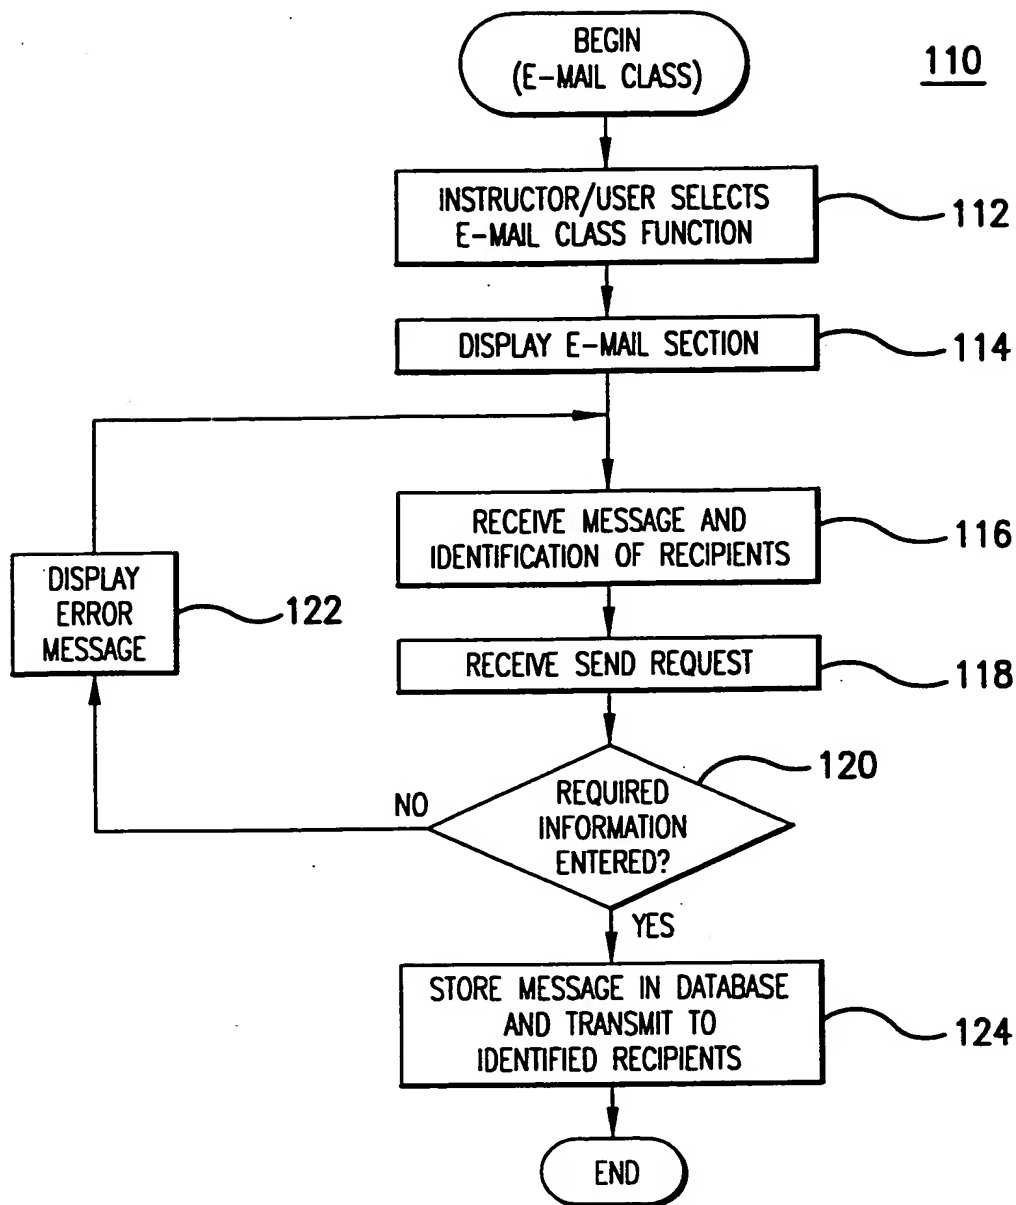 BEGIN
(E-MAIL CLASS)
110
INSTRUCTOR/USER SELECTS
E-MAIL CLASS FUNCTION
112
DISPLAY E-MAIL SECTION
114
RECEIVE MESSAGE AND
IDENTIFICATION OF RECIPIENTS
116
DISPLAY
ERROR
MESSAGE
122
RECEIVE SEND REQUEST
118
REQUIRED
INFORMATION
ENTERED?
120
NO
YES
STORE MESSAGE IN DATABASE
AND TRANSMIT TO
IDENTIFIED RECIPIENTS
124
END